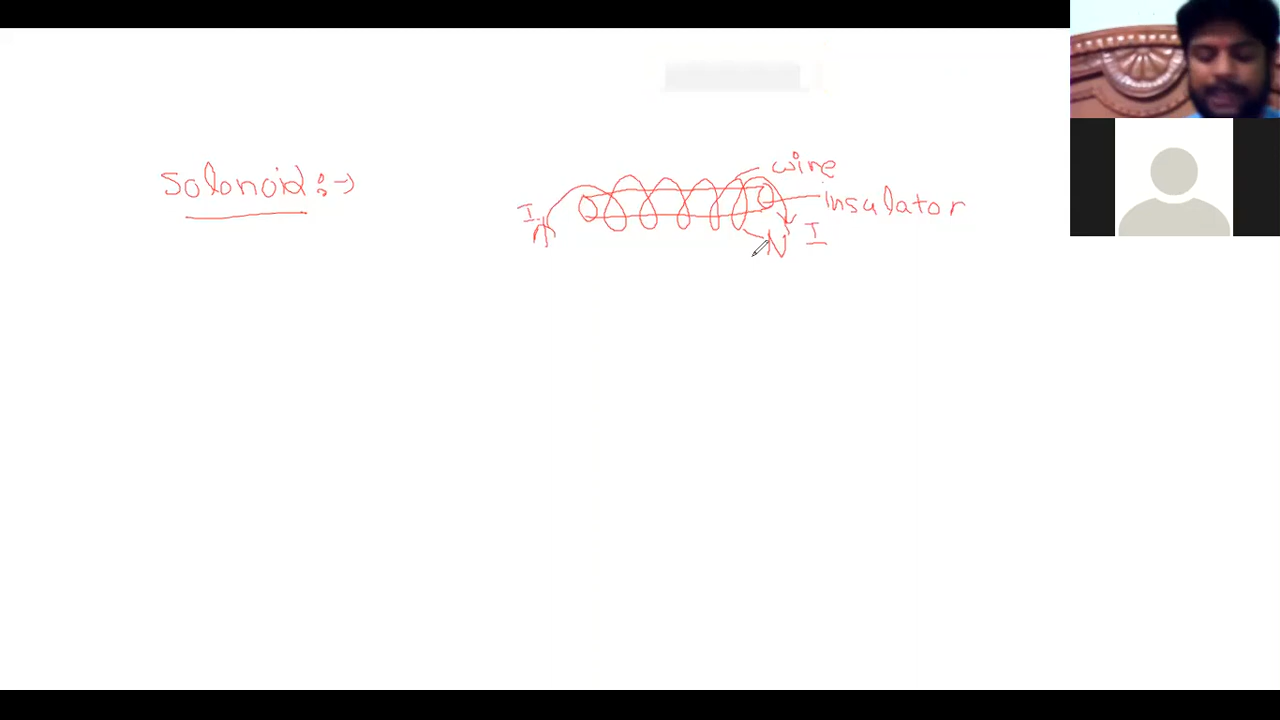 Solonoid :->
wire
I
insulator
I
N